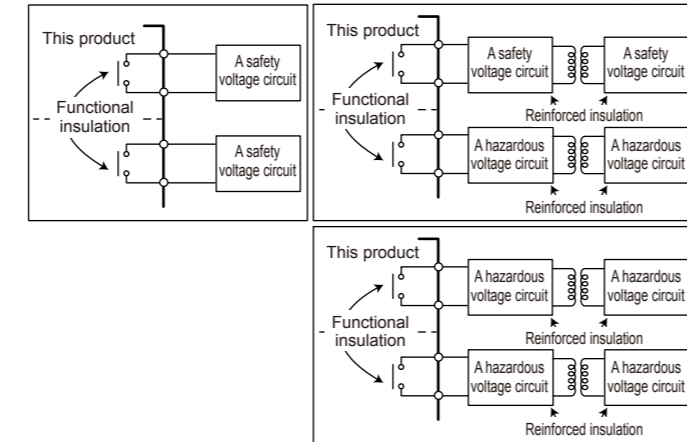 This product
A safety
voltage circuit
Functional
insulation
A safety
voltage circuit
This product
A safety
voltage circuit
A safety
voltage circuit
Reinforced insulation
Functional
insulation
A hazardous
voltage circuit
A hazardous
voltage circuit
Reinforced insulation
This product
A hazardous
voltage circuit
A hazardous
voltage circuit
Reinforced insulation
Functional
insulation
A hazardous
voltage circuit
A hazardous
voltage circuit
Reinforced insulation